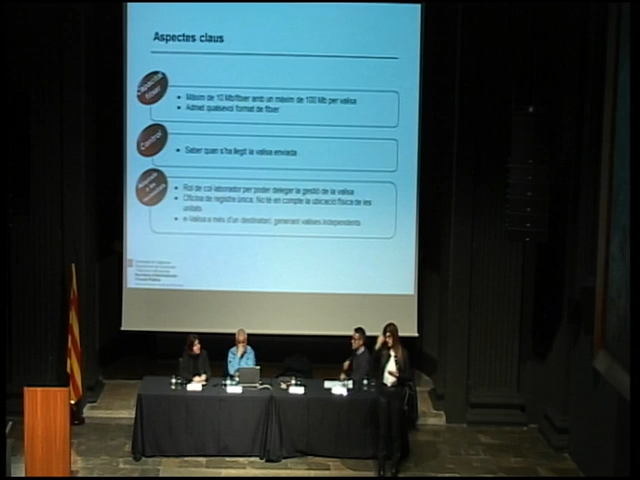 Aspectes claus
Capacitat fitxer
• Màxim de 10 Mb/fitxer amb un màxim de 100 Mb per valisa
• Admet qualsevol format de fitxer
Control
• Saber quan s'ha llegit la valisa enviada
• Rol de col·laborador per poder delegar la gestió de la valisa
• Oficina de registre única. No té en compte la ubicació física de les
unitats
• e-Valisa a més d'un destinatari, generant valises independents